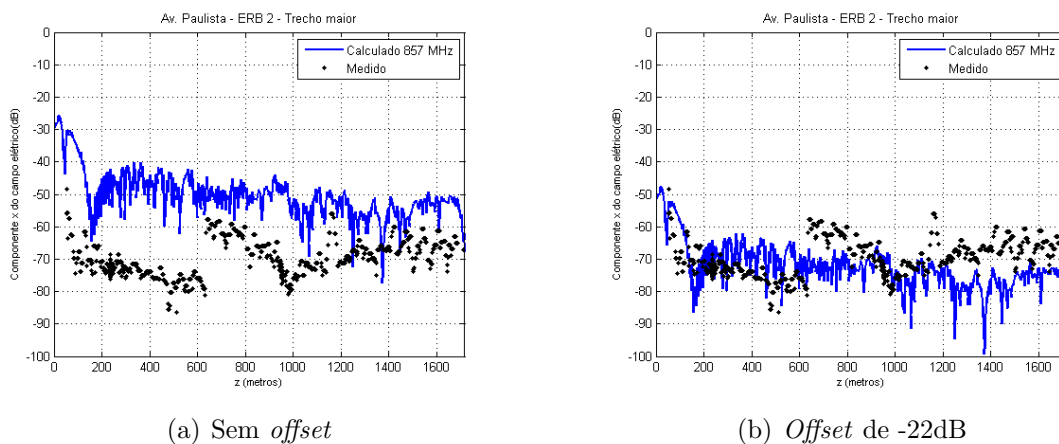 Av. Paulista - ERB 2 - Trecho maior
Calculado 857 MHz
Medido
Componente x do campo elétrico(dB)
0
-10
-20
-30
-40
-50
-60
-70
-80
-90
-100
0 200 400 600 800 1000 1200 1400 1600
z (metros)
(a) Sem offset
Av. Paulista - ERB 2 - Trecho maior
Calculado 857 MHz
Medido
Componente x do campo elétrico(dB)
0
-10
-20
-30
-40
-50
-60
-70
-80
-90
-100
0 200 400 600 800 1000 1200 1400 1600
z (metros)
(b) Offset de -22dB